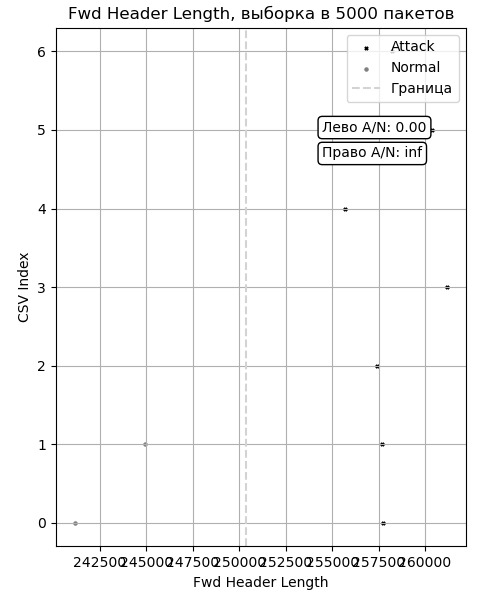 Fwd Header Length, выборка в 5000 пакетов
Attack
Normal
Граница
Лево A/N: 0.00
Право A/N: inf
CSV Index
6
5
4
3
2
1
0
242500 245000 247500 250000 252500 255000 257500 260000
Fwd Header Length